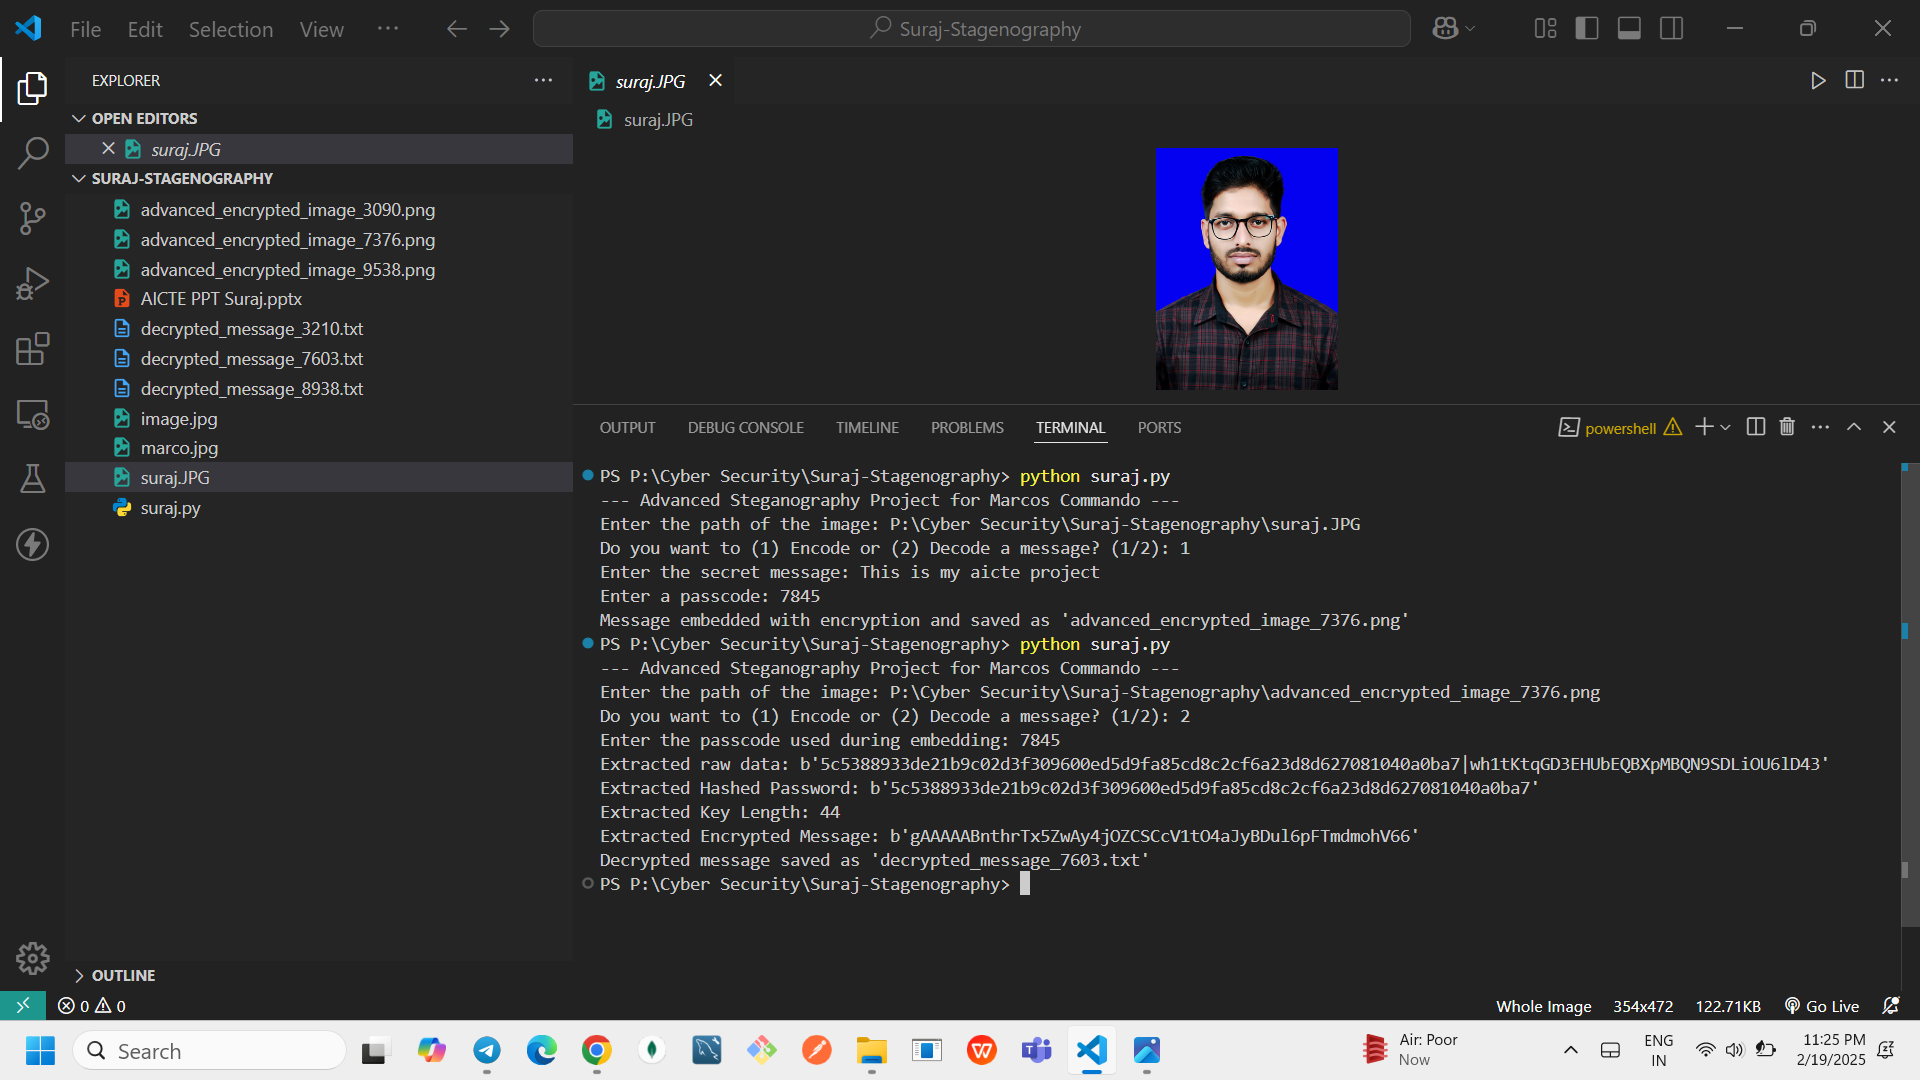 File Edit Selection View ··· Suraj-Stagenography
EXPLORER
OPEN EDITORS
suraj.JPG
SURAJ-STAGENOGRAPHY
advanced_encrypted_image_3090.png
advanced_encrypted_image_7376.png
advanced_encrypted_image_9538.png
AICTE PPT Suraj.pptx
decrypted_message_3210.txt
decrypted_message_7603.txt
decrypted_message_8938.txt
image.jpg
marco.jpg
suraj.JPG
suraj.py
OUTLINE
suraj.JPG
suraj.JPG
OUTPUT DEBUG CONSOLE TIMELINE PROBLEMS TERMINAL PORTS powershell
PS P:\Cyber Security\Suraj-Stagenography> python suraj.py
--- Advanced Steganography Project for Marcos Commando ---
Enter the path of the image: P:\Cyber Security\Suraj-Stagenography\suraj.JPG
Do you want to (1) Encode or (2) Decode a message? (1/2): 1
Enter the secret message: This is my aicte project
Enter a passcode: 7845
Message embedded with encryption and saved as 'advanced_encrypted_image_7376.png'
PS P:\Cyber Security\Suraj-Stagenography> python suraj.py
--- Advanced Steganography Project for Marcos Commando ---
Enter the path of the image: P:\Cyber Security\Suraj-Stagenography\advanced_encrypted_image_7376.png
Do you want to (1) Encode or (2) Decode a message? (1/2): 2
Enter the passcode used during embedding: 7845
Extracted raw data: b'5c5388933de21b9c02d3f309600ed5d9fa85cd8c2cf6a23d8d627081040a0ba7|wh1tKtqGD3EHUbEQBXpMBQN9SDLiOU6lD43'
Extracted Hashed Password: b'5c5388933de21b9c02d3f309600ed5d9fa85cd8c2cf6a23d8d627081040a0ba7'
Extracted Key Length: 44
Extracted Encrypted Message: b'gAAAAABnthrTx5ZwAy4jOZCSCcV1tO4aJyBDul6pFTmdmohV66'
Decrypted message saved as 'decrypted_message_7603.txt'
PS P:\Cyber Security\Suraj-Stagenography>
0 0 Whole Image 354x472 122.71KB Go Live
Search
Air: Poor
Now
ENG
IN
11:25 PM
2/19/2025